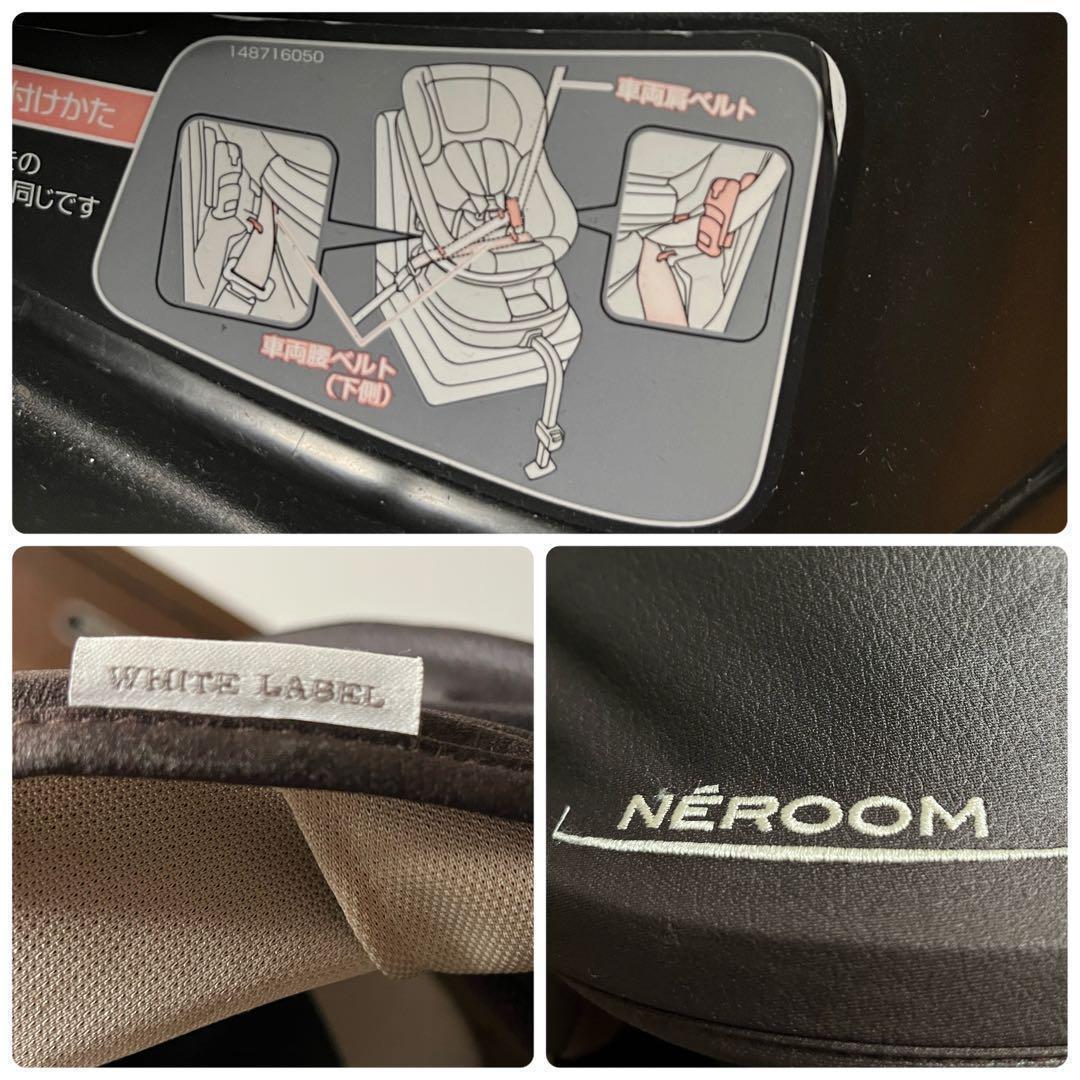 148716050
付けかた
きの
同じです
車両肩ベルト
車両腰ベルト
(下側)
WHITE LABEL
NÉROOM